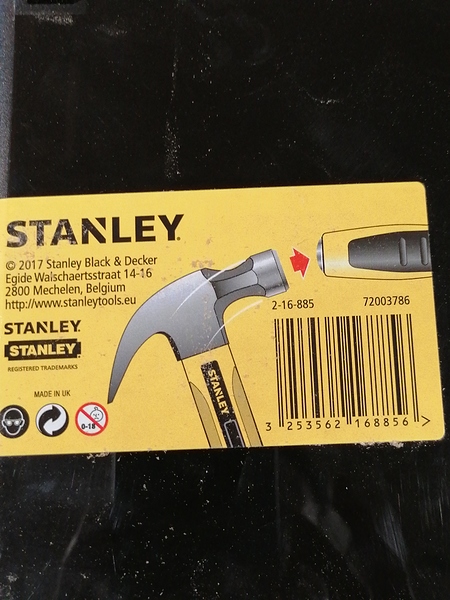 STANLEY.
© 2017 Stanley Black & Decker
Egide Walschaertsstraat 14-16
2800 Mechelen, Belgium
http://www.stanleytools.eu
STANLEY
STANLEY
REGISTERED TRADEMARKS
MADE IN UK
0-18
STANLEY
2-16-885 72003786
3 253562 168856 >